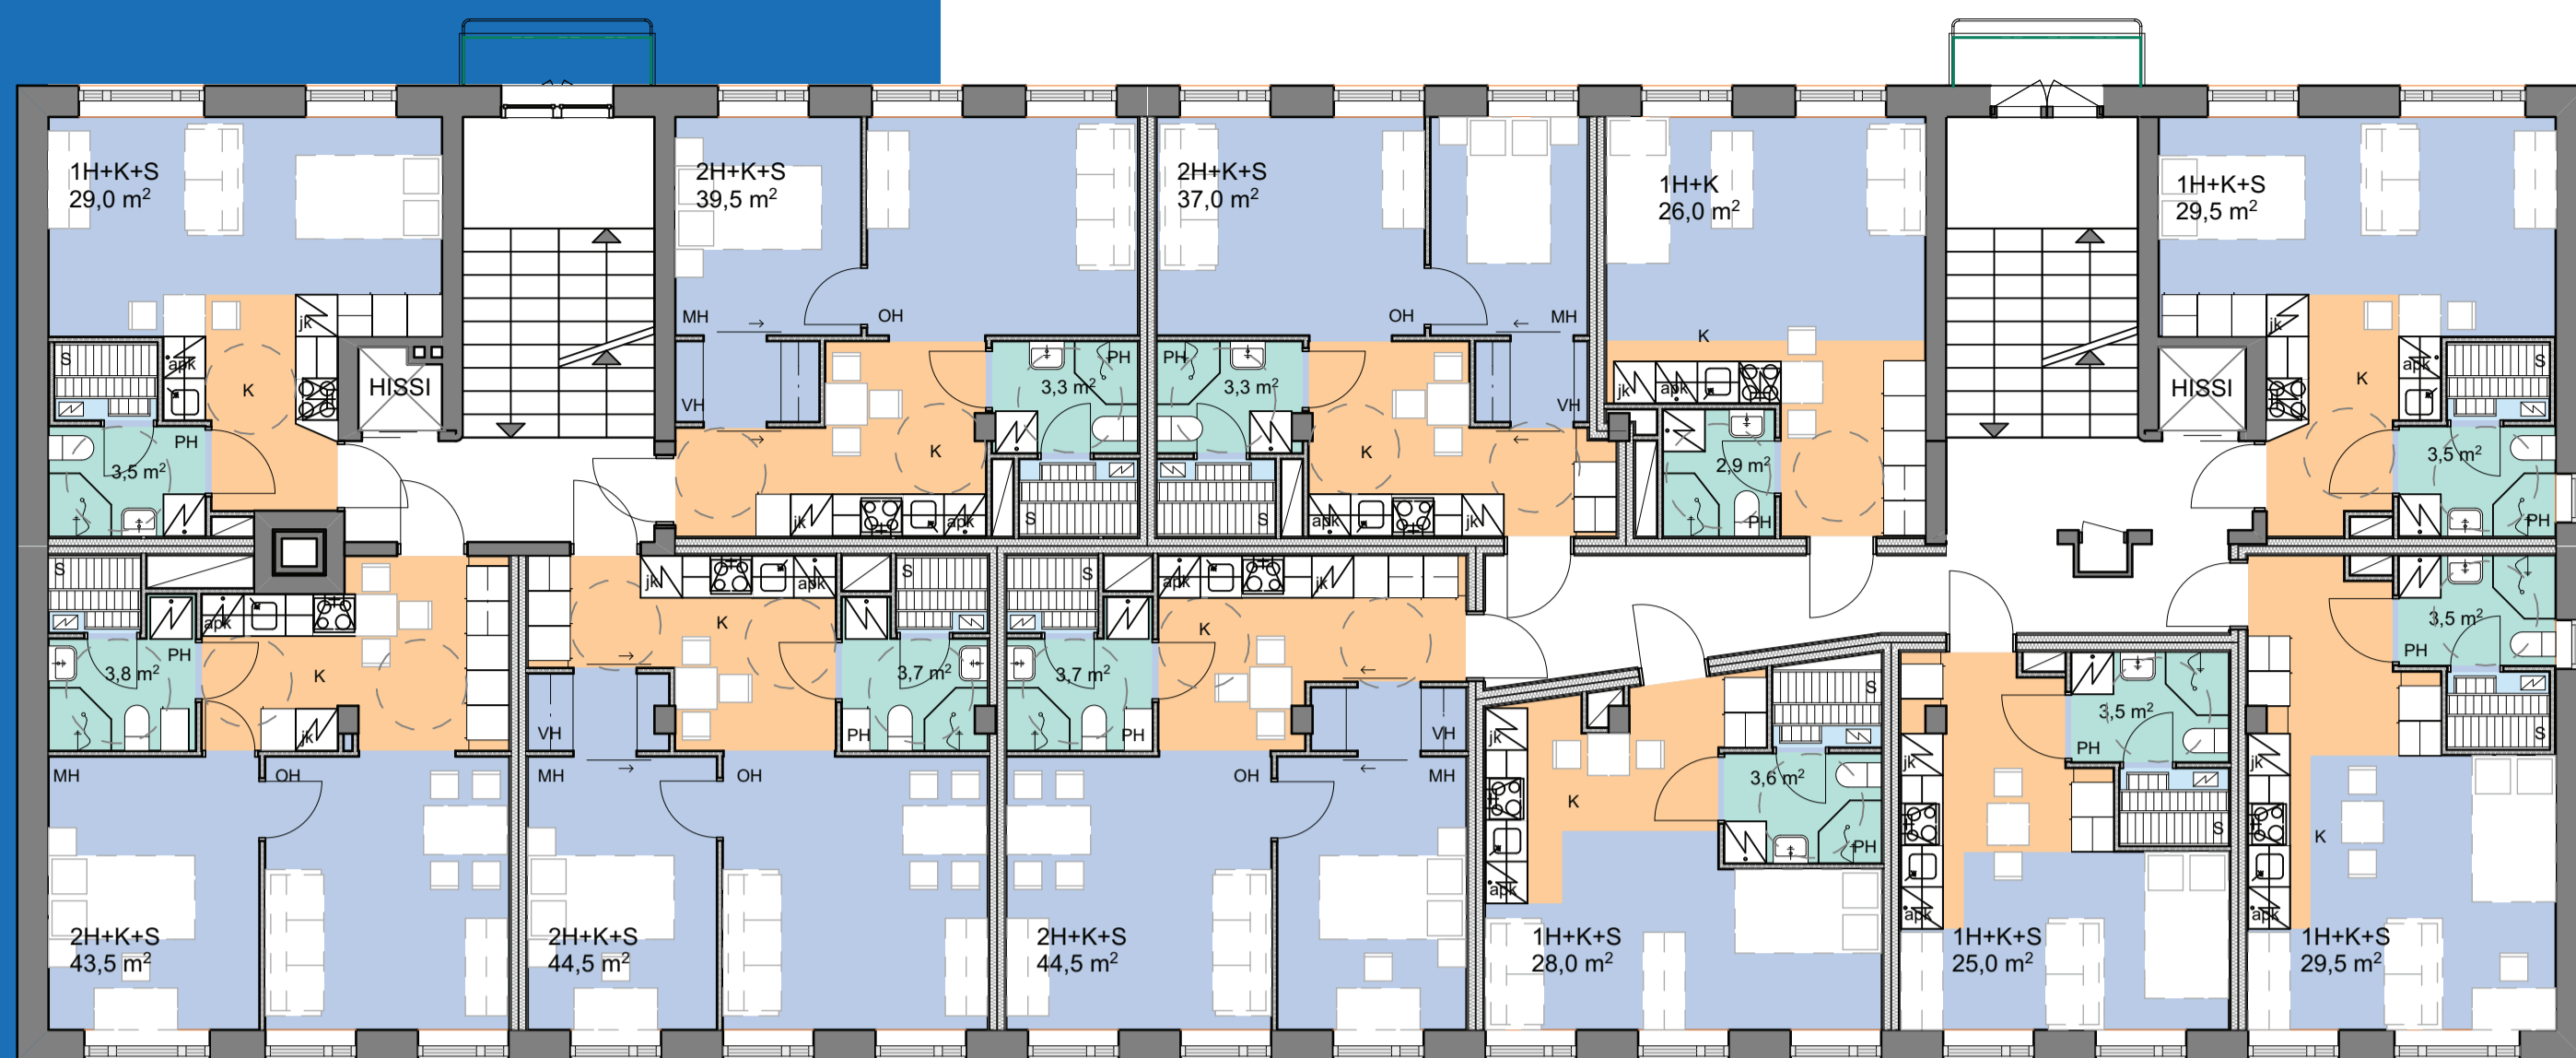 1H+K+S
29,0 m²
jk
S
apk
K
HISSI
PH
3,5 m²
2H+K+S
39,5 m²
MH
OH
VH
PH
3,3 m²
K
S
jk
apk
2H+K+S
37,0 m²
OH
MH
PH
3,3 m²
VH
K
S
apk
jk
1H+K
26,0 m²
K
jk
apk
2,9 m²
PH
1H+K+S
29,5 m²
jk
HISSI
K
apk
S
3,5 m²
PH
S
apk
PH
3,8 m²
K
jk
MH
OH
2H+K+S
43,5 m²
jk
apk
S
K
3,7 m²
VH
PH
MH
OH
2H+K+S
44,5 m²
S
apk
jk
K
3,7 m²
PH
VH
OH
MH
2H+K+S
44,5 m²
S
jk
3,6 m²
K
PH
apk
1H+K+S
28,0 m²
3,5 m²
PH
jk
S
apk
1H+K+S
25,0 m²
3,5 m²
PH
S
jk
K
apk
1H+K+S
29,5 m²